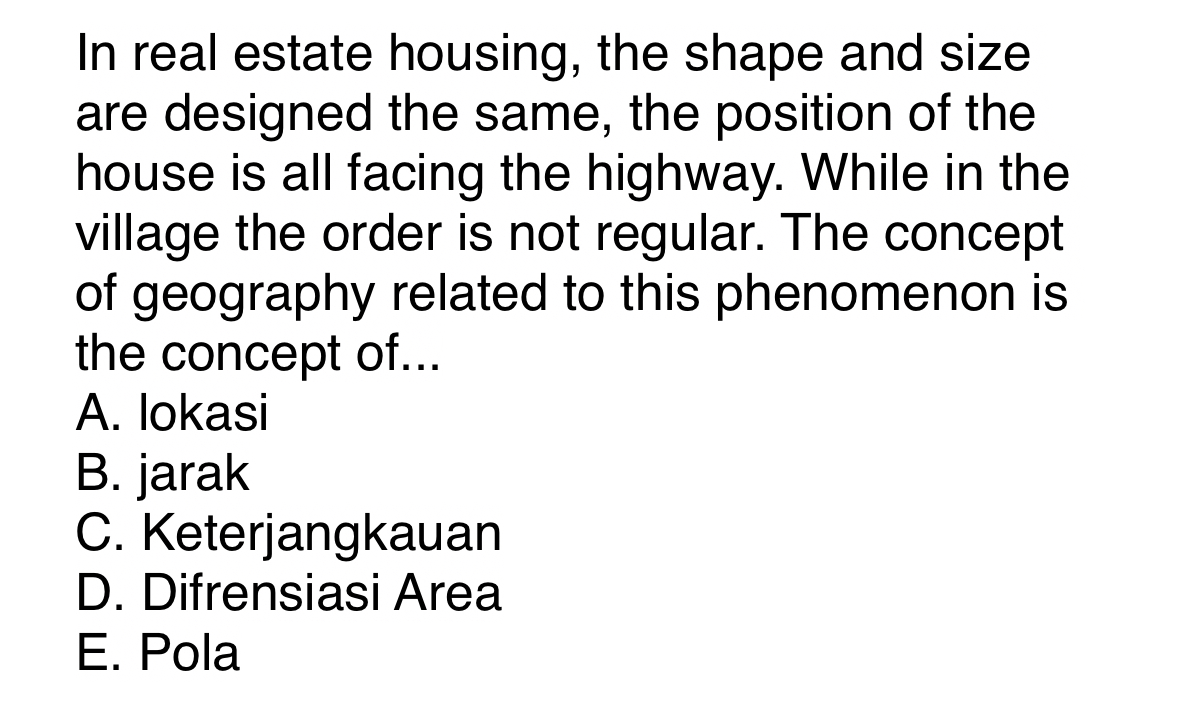 In real estate housing, the shape and size
are designed the same, the position of the
house is all facing the highway. While in the
village the order is not regular. The concept
of geography related to this phenomenon is
the concept of...
A. lokasi
B. jarak
C. Keterjangkauan
D. Difrensiasi Area
E. Pola